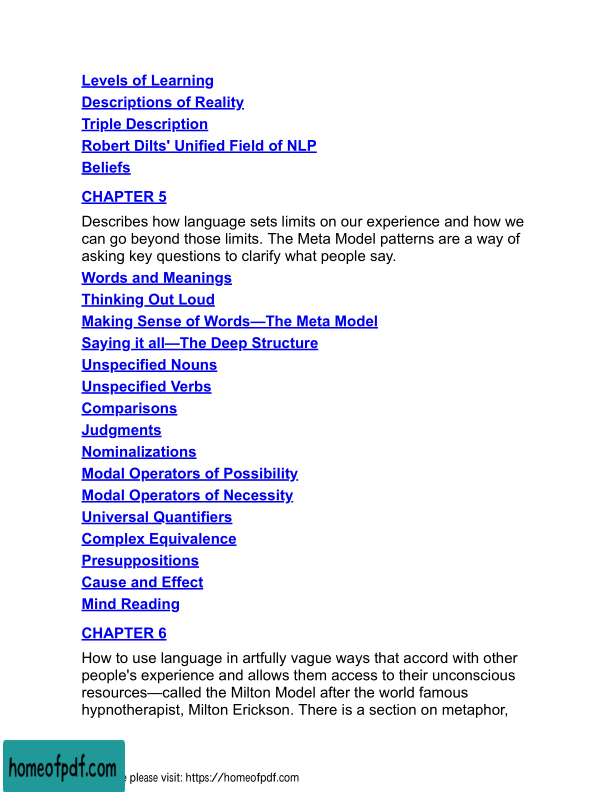 Levels of Learning
Descriptions of Reality
Triple Description
Robert Dilts' Unified Field of NLP
Beliefs
CHAPTER 5
Describes how language sets limits on our experience and how we
can go beyond those limits. The Meta Model patterns are a way of
asking key questions to clarify what people say.
Words and Meanings
Thinking Out Loud
Making Sense of Words—The Meta Model
Saying it all—The Deep Structure
Unspecified Nouns
Unspecified Verbs
Comparisons
Judgments
Nominalizations
Modal Operators of Possibility
Modal Operators of Necessity
Universal Quantifiers
Complex Equivalence
Presuppositions
Cause and Effect
Mind Reading
CHAPTER 6
How to use language in artfully vague ways that accord with other
people's experience and allows them access to their unconscious
resources—called the Milton Model after the world famous
hypnotherapist, Milton Erickson. There is a section on metaphor,
homeofpdf.com
please visit: https://homeofpdf.com